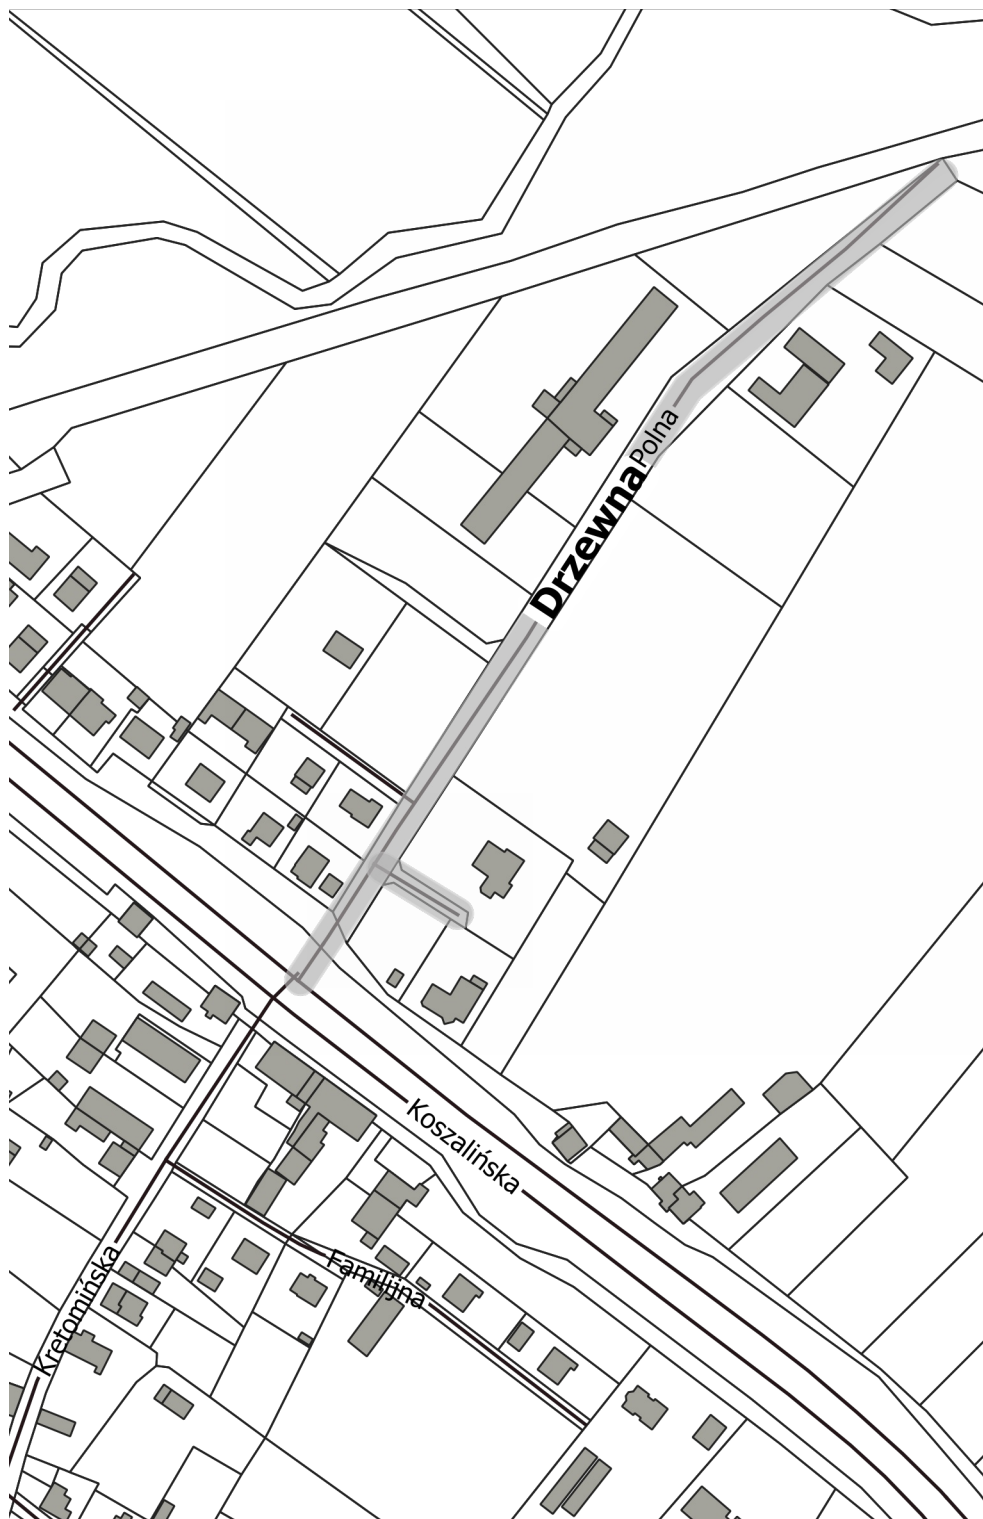 Polna
Drzewna
Koszalińska
Familijna
Kretomińska